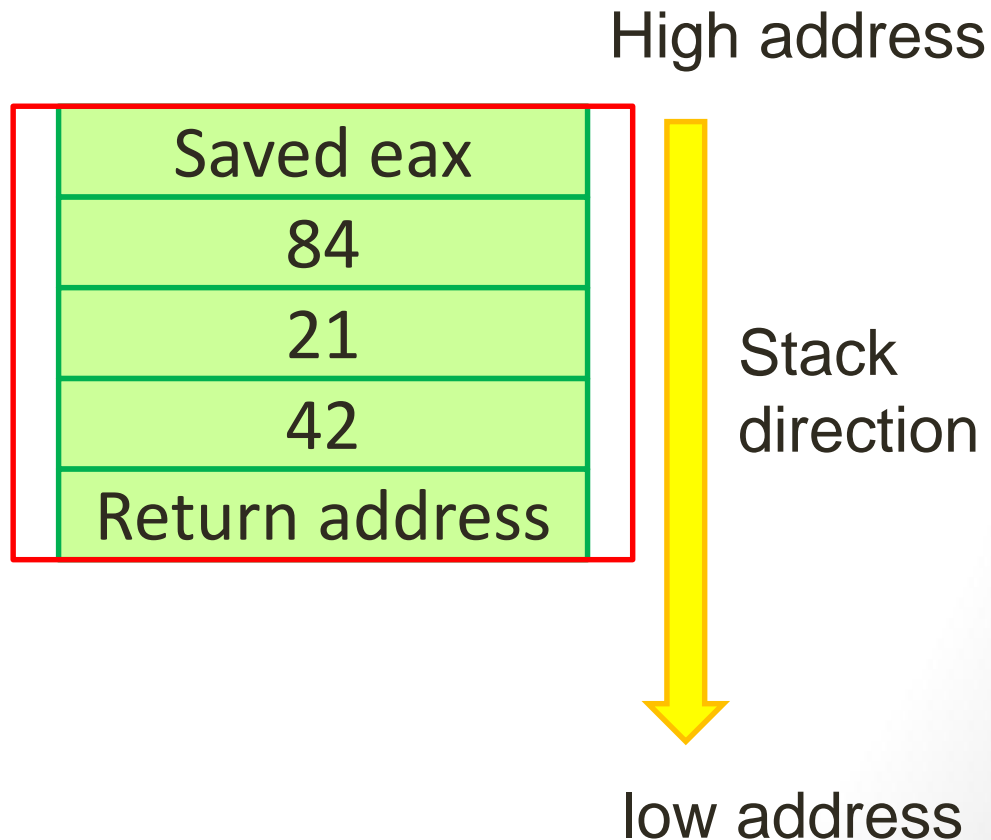 High address
Saved eax
84
21
42
Return address
Stack
direction
low address